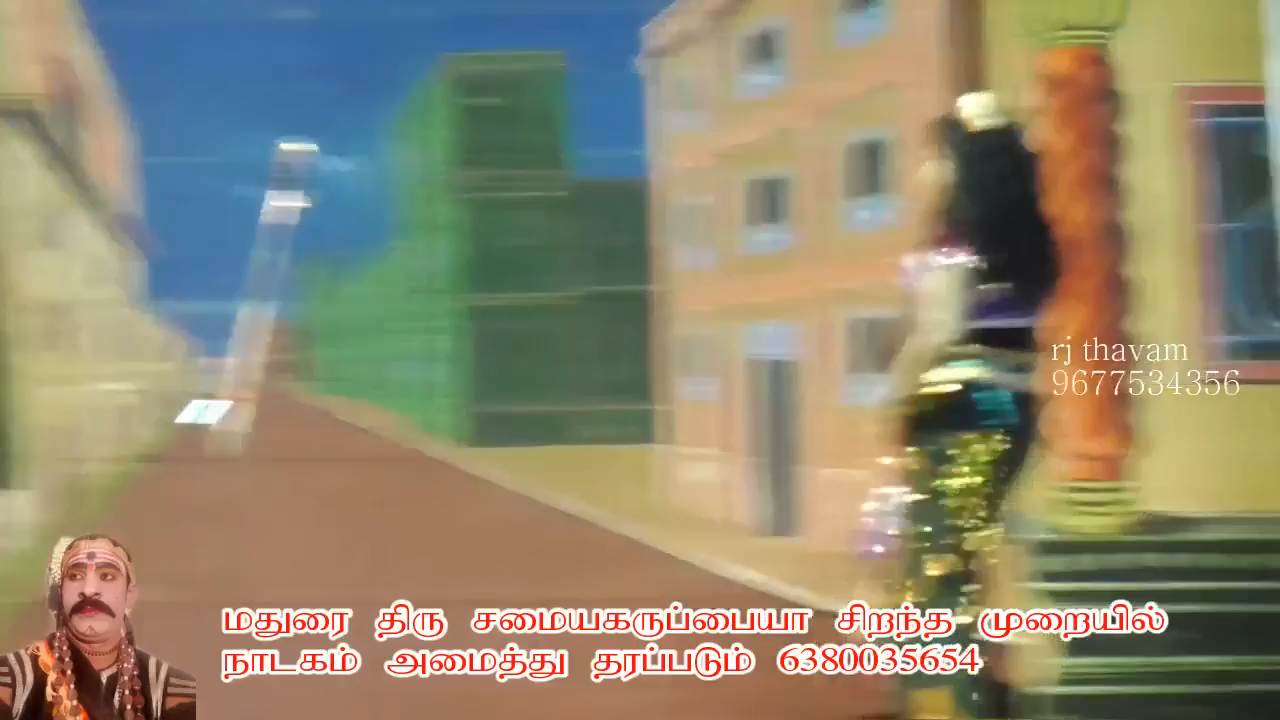 rj thavam
9677534356
மதுரை திரு சமையகருப்பையா சிறந்த முறையில்
நாடகம் அமைத்து தரப்படும் 6380035654